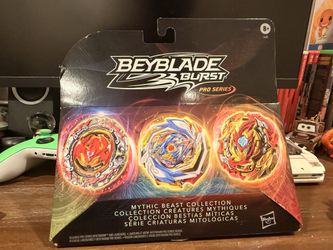 8+
BEYBLADE
BURST
PRO SERIES
MYTHIC BEAST COLLECTION
COLLECTION CRÉATURES MYTHIQUES
COLECCIÓN BESTIAS MÍTICAS
SÉRIE CRIATURAS MITOLÓGICAS
Hasbro